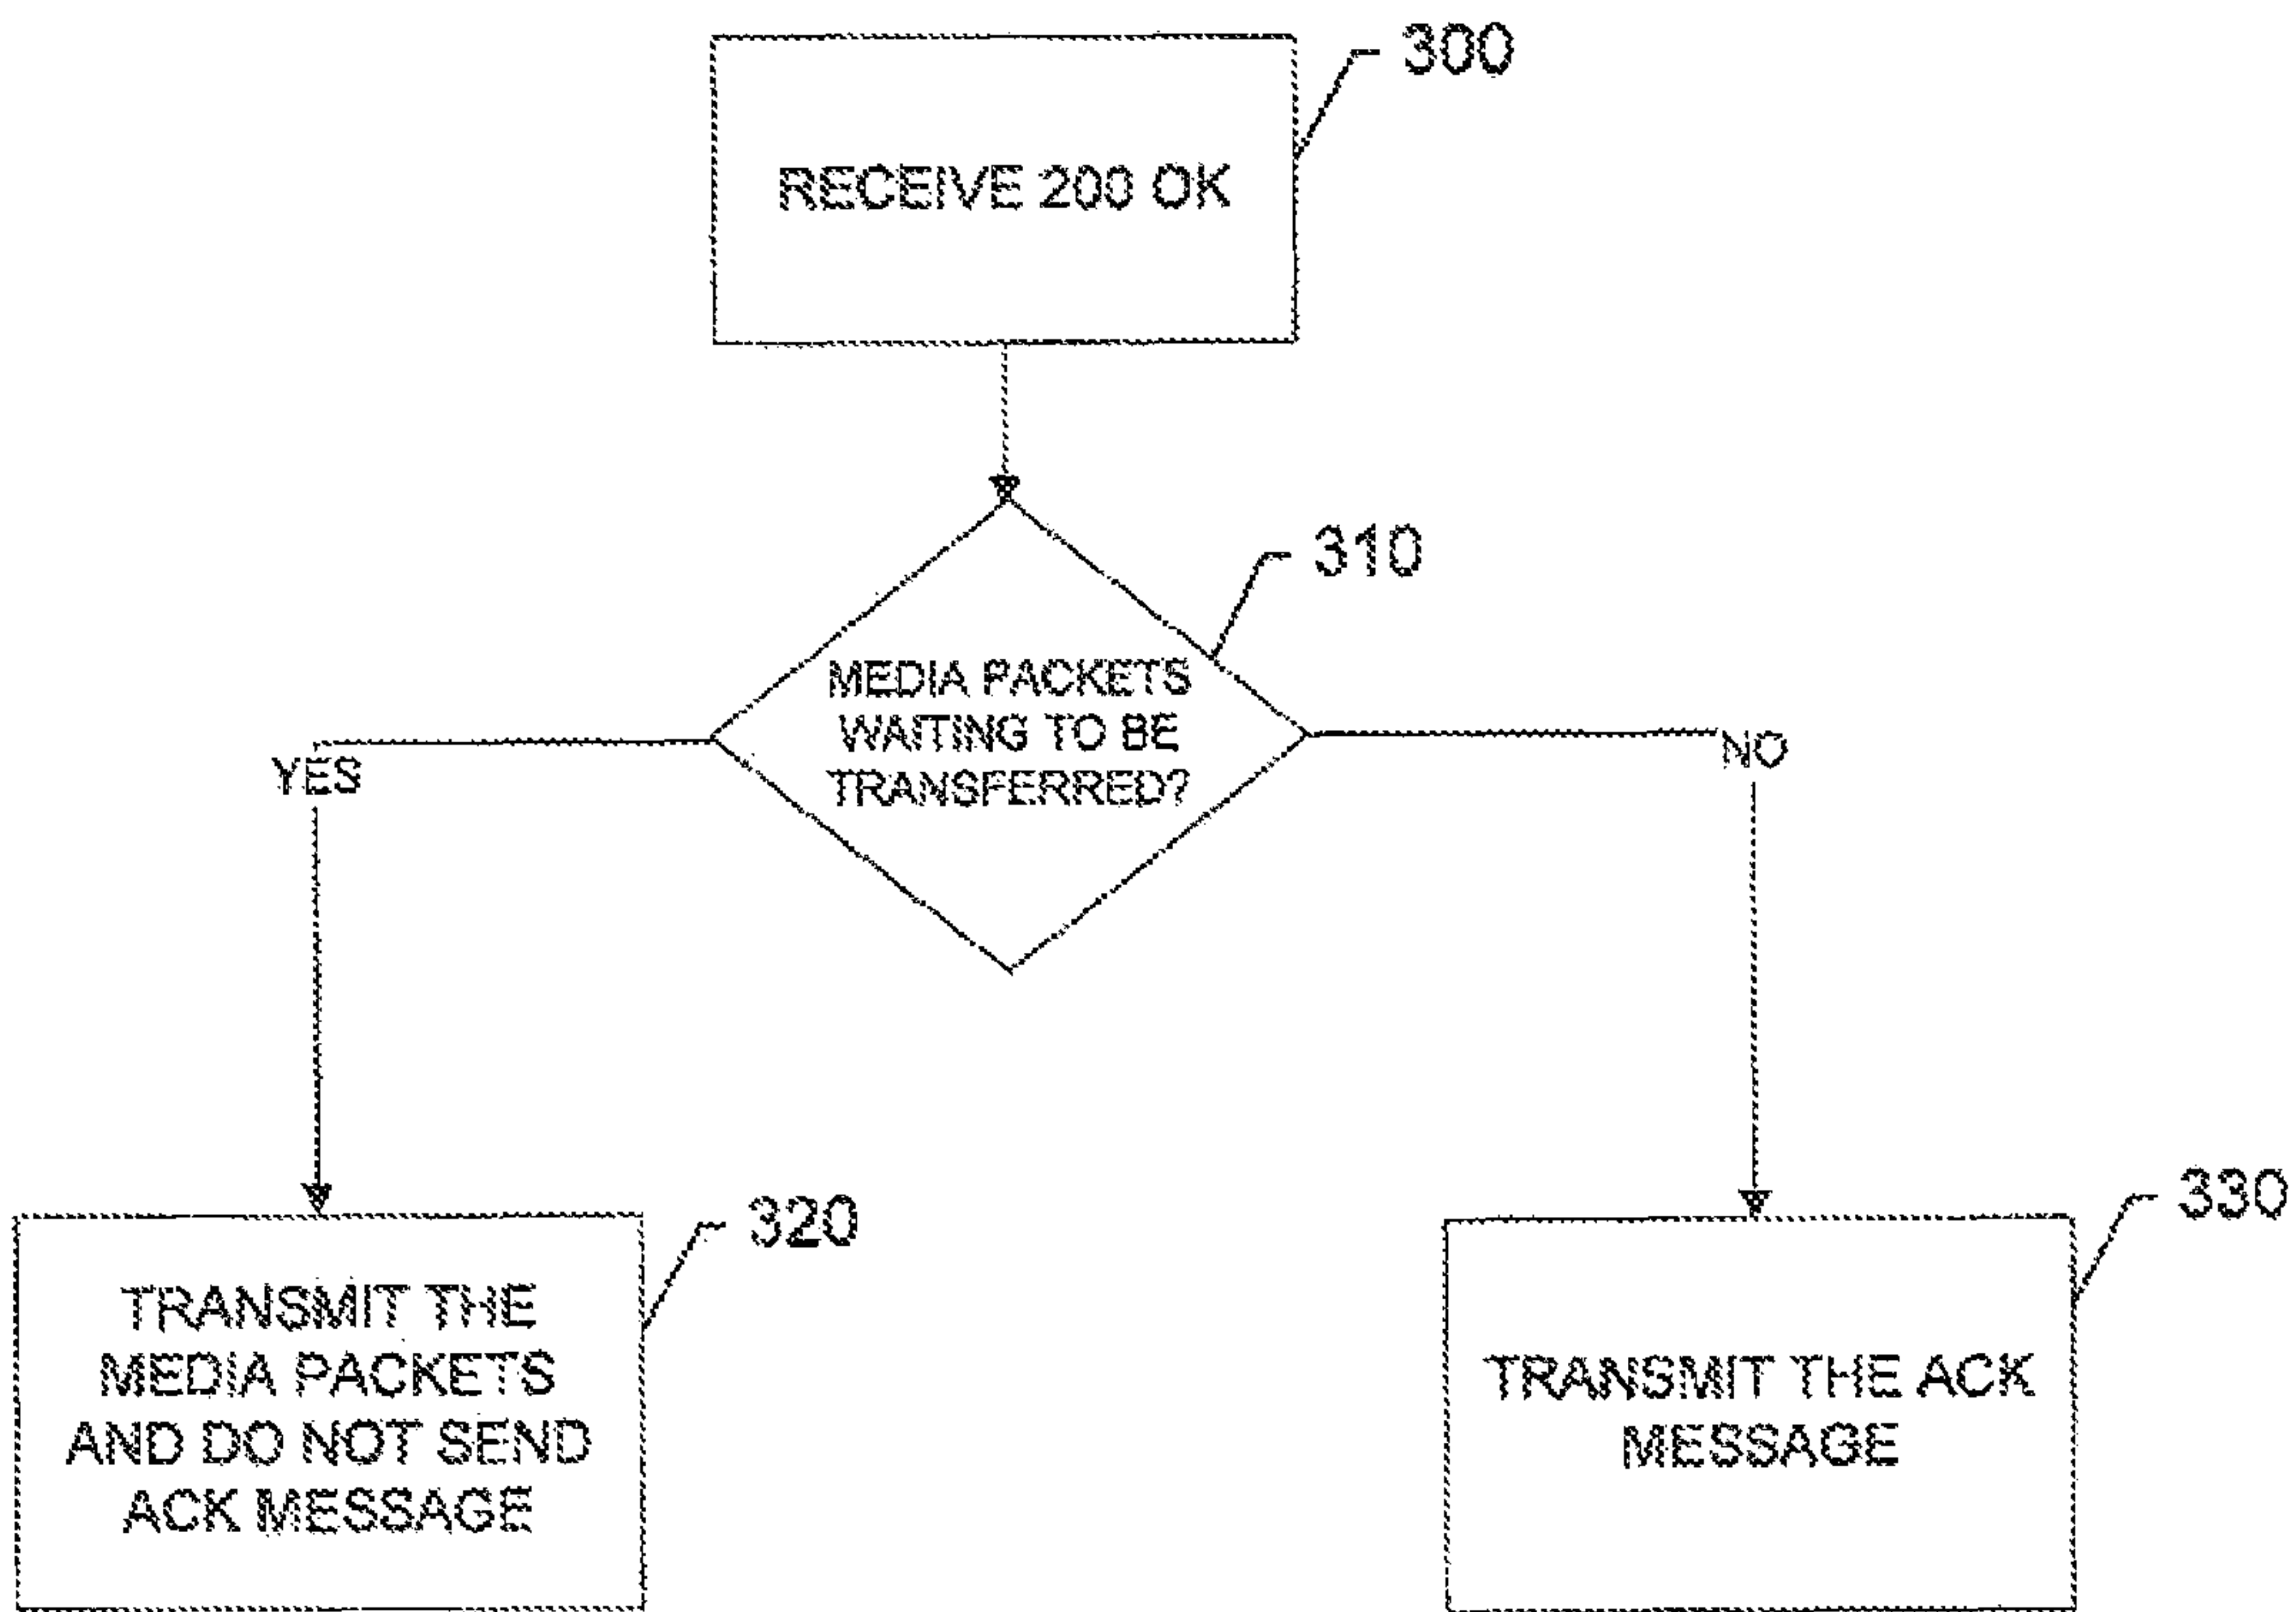 300
RECEIVE 200 OK
310
MEDIA PACKETS
WAITING TO BE
TRANSFERRED?
YES
NO
320
TRANSMIT THE
MEDIA PACKETS
AND DO NOT SEND
ACK MESSAGE
330
TRANSMIT THE ACK
MESSAGE